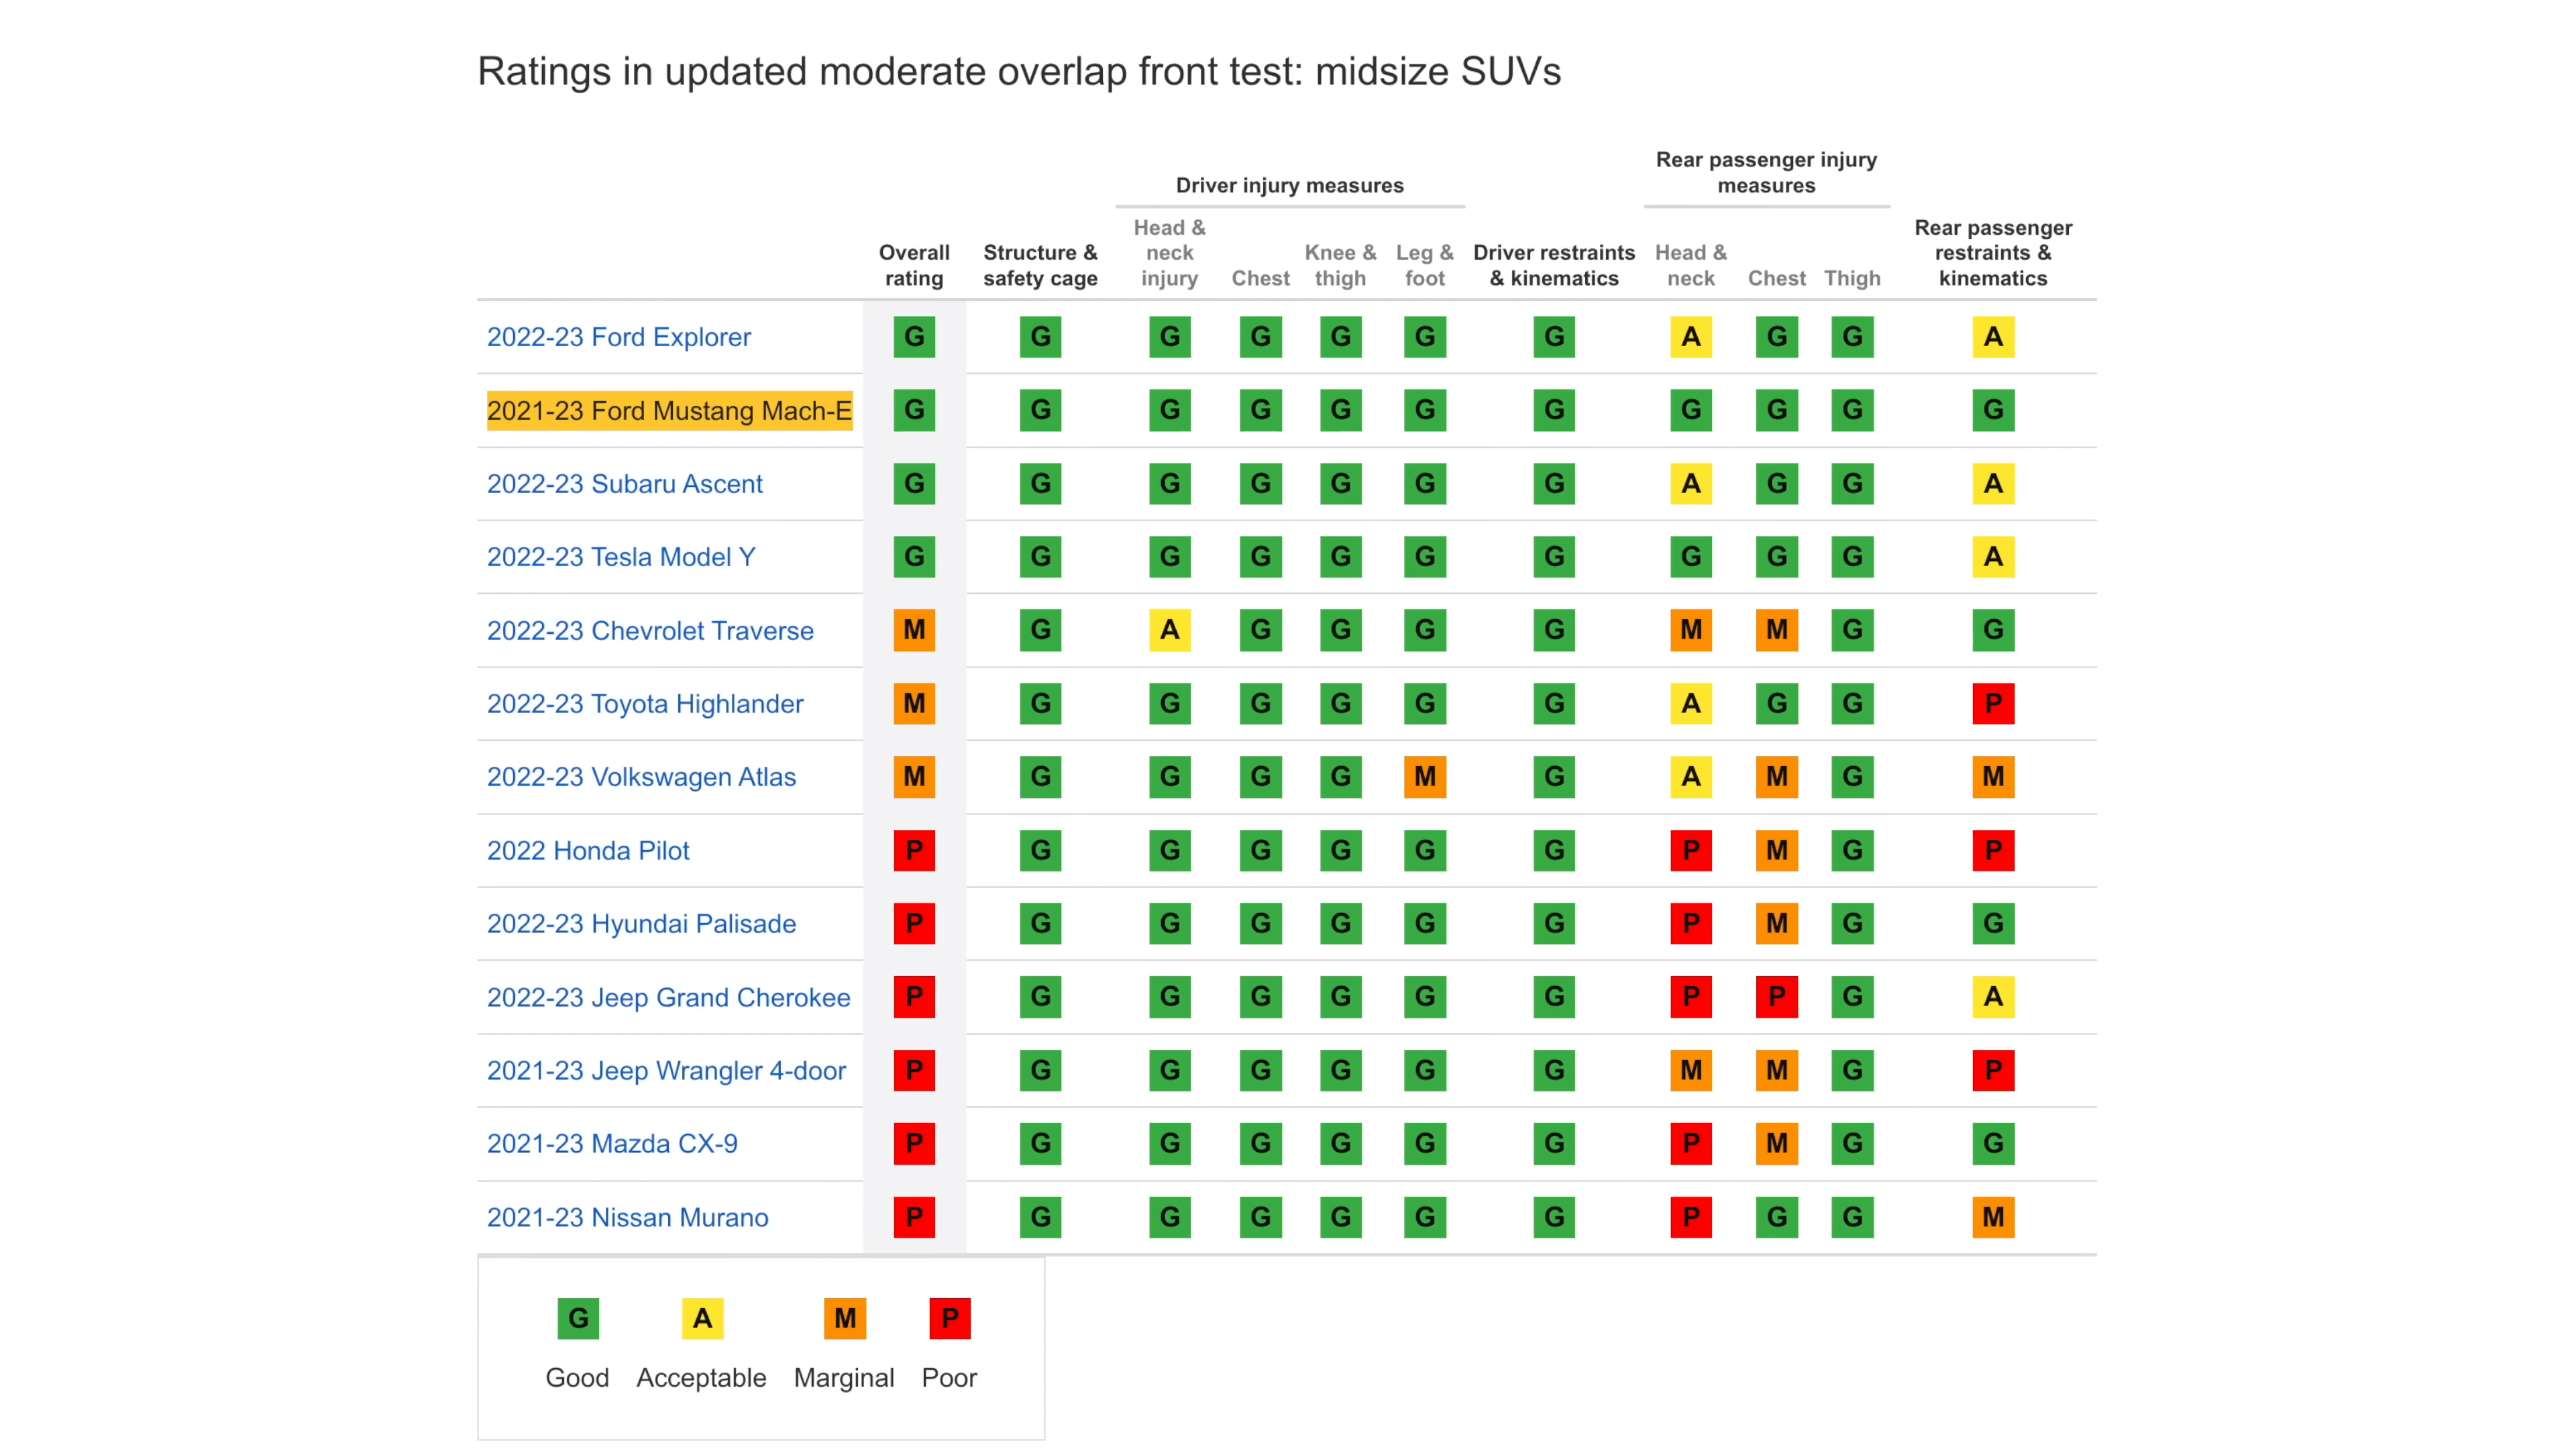 Ratings in updated moderate overlap front test: midsize SUVs
Driver injury measures
Rear passenger injury
measures
Overall
rating
Structure &
safety cage
Head &
neck
injury
Chest
Knee &
thigh
Leg &
foot
Driver restraints
& kinematics
Head &
neck
Chest
Thigh
Rear passenger
restraints &
kinematics
2022-23 Ford Explorer G G G G G G G A G G A
2021-23 Ford Mustang Mach-E G G G G G G G G G G G
2022-23 Subaru Ascent G G G G G G G A G G A
2022-23 Tesla Model Y G G G G G G G G G G A
2022-23 Chevrolet Traverse M G A G G G G M M G G
2022-23 Toyota Highlander M G G G G G G A G G P
2022-23 Volkswagen Atlas M G G G G M G A M G M
2022 Honda Pilot P G G G G G G P M G P
2022-23 Hyundai Palisade P G G G G G G P M G G
2022-23 Jeep Grand Cherokee P G G G G G G P P G A
2021-23 Jeep Wrangler 4-door P G G G G G G M M G P
2021-23 Mazda CX-9 P G G G G G G P M G G
2021-23 Nissan Murano P G G G G G G P G G M
G A M P
Good Acceptable Marginal Poor